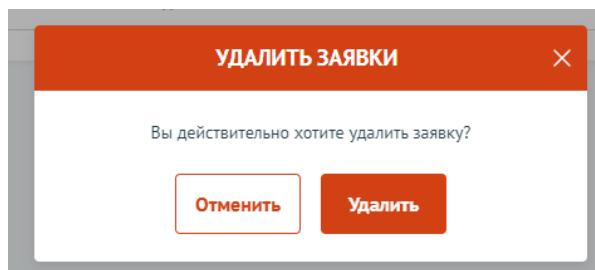 УДАЛИТЬ ЗАЯВКИ
Вы действительно хотите удалить заявку?
Отменить
Удалить